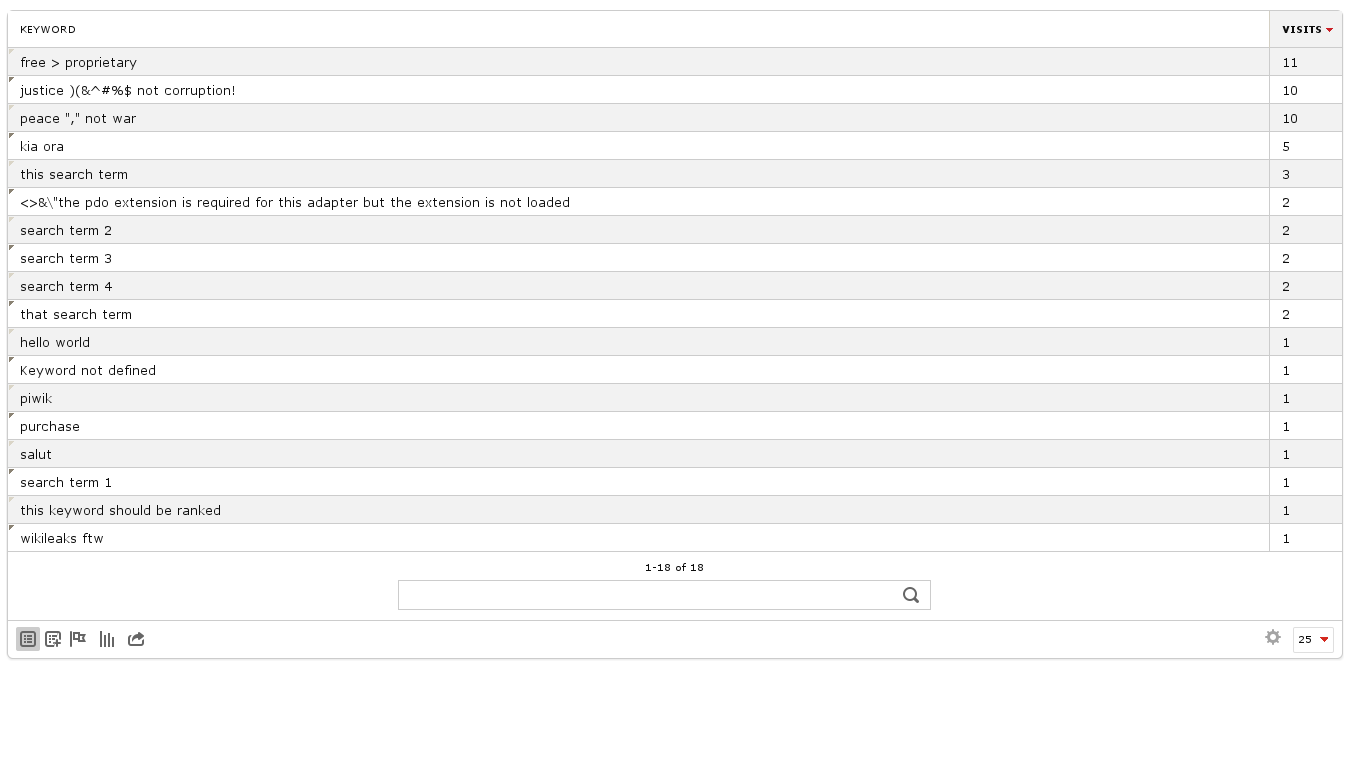 KEYWORD VISITS
free > proprietary 11
justice )(&^#%$ not corruption! 10
peace "," not war 10
kia ora 5
this search term 3
<>&\"the pdo extension is required for this adapter but the extension is not loaded 2
search term 2 2
search term 3 2
search term 4 2
that search term 2
hello world 1
Keyword not defined 1
piwik 1
purchase 1
salut 1
search term 1 1
this keyword should be ranked 1
wikileaks ftw 1
1-18 of 18
25